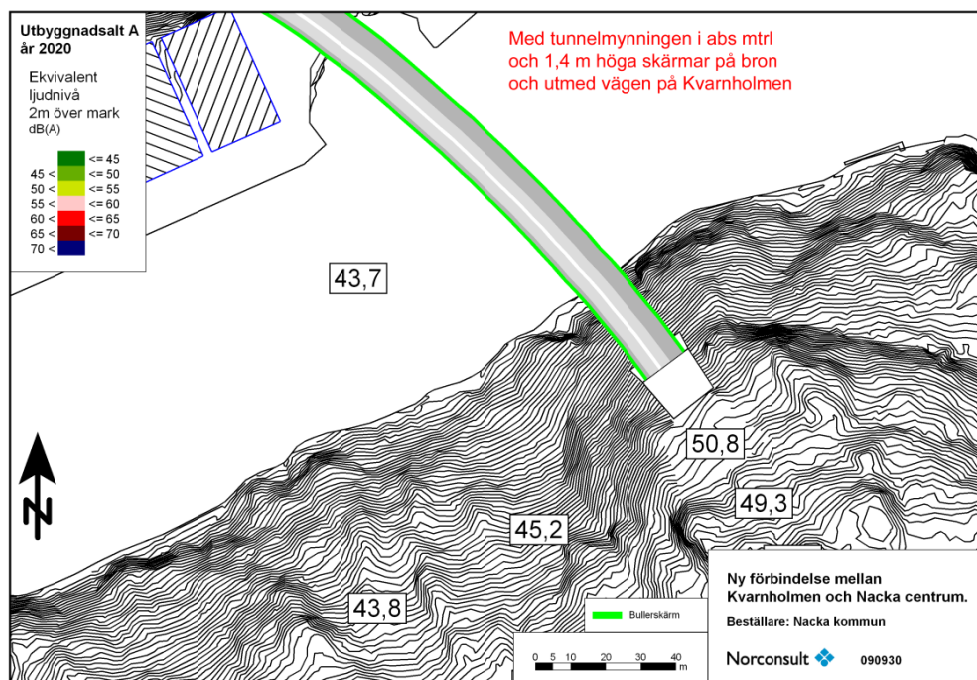 Utbyggnadsalt A
år 2020
Ekvivalent
ljudnivå
2m över mark
dB(A)
<= 45
45 < <= 50
50 < <= 55
55 < <= 60
60 < <= 65
65 < <= 70
70 <
Med tunnelmynningen i abs mtrl
och 1,4 m höga skärmar på bron
och utmed vägen på Kvarnholmen
43,7
50,8
49,3
45,2
43,8
N
Bullerskärm
0 5 10 20 30 40
m
Ny förbindelse mellan
Kvarnholmen och Nacka centrum.
Beställare: Nacka kommun
Norconsult 090930